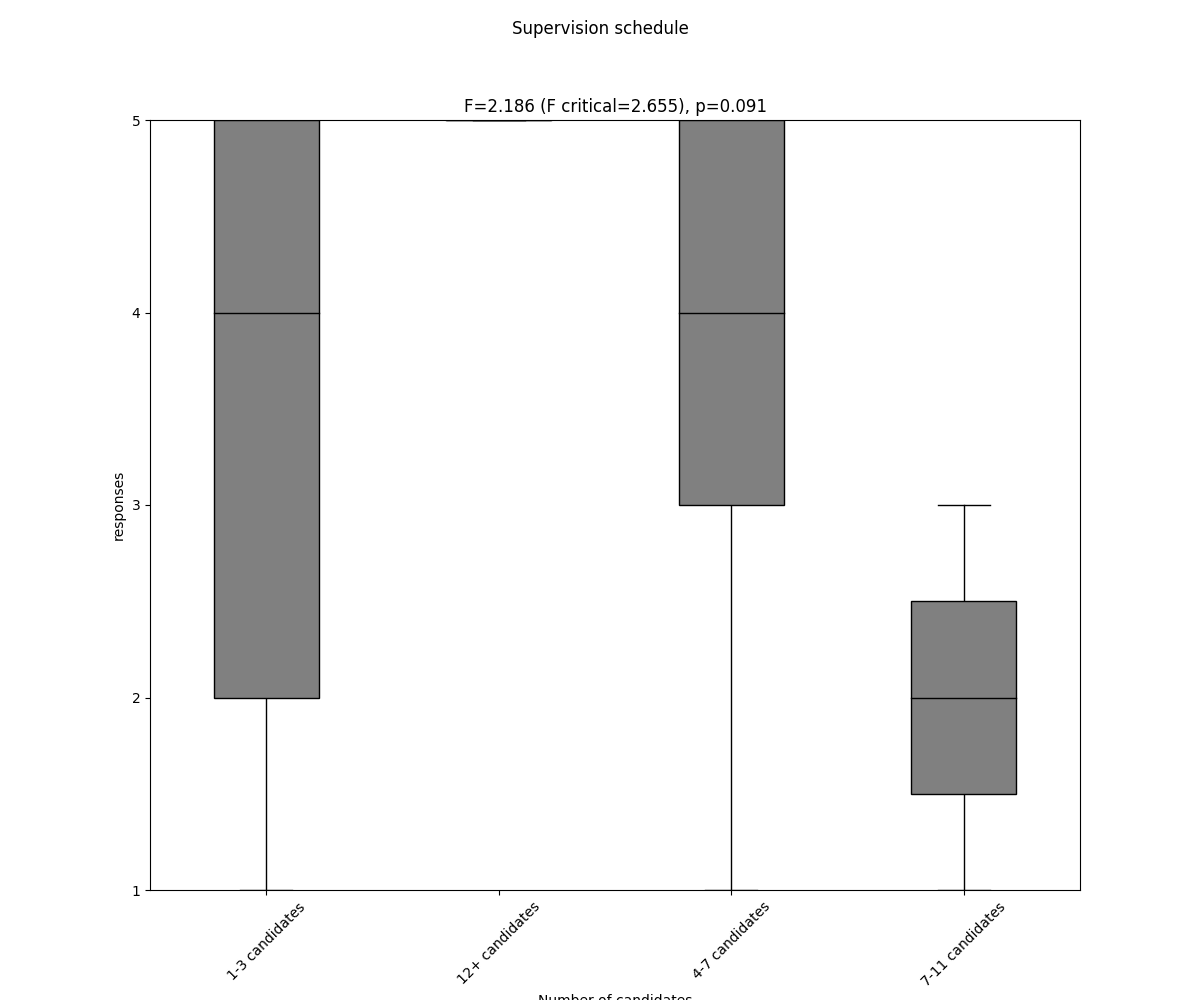 Supervision schedule
F=2.186 (F critical=2.655), p=0.091
5
4
3
2
1
responses
1-3 candidates
12+ candidates
4-7 candidates
7-11 candidates
Number of candidates